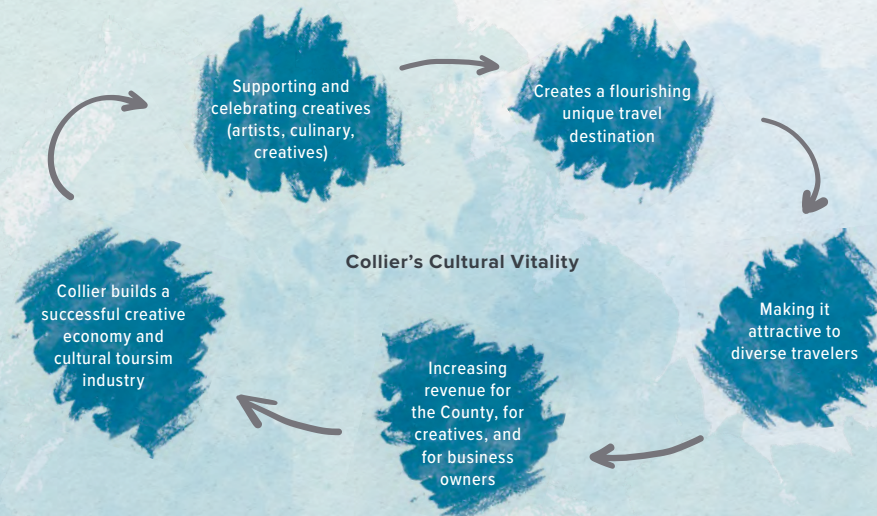 Supporting and
celebrating creatives
(artists, culinary,
creatives)
Creates a flourishing
unique travel
destination
Collier’s Cultural Vitality
Making it
attractive to
diverse travelers
Increasing
revenue for
the County, for
creatives, and
for business
owners
Collier builds a
successful creative
economy and
cultural toursim
industry